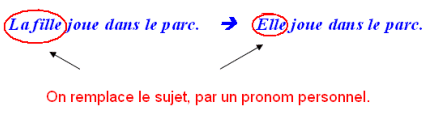 La fille joue dans le parc. ➔ Elle joue dans le parc.
On remplace le sujet, par un pronom personnel.